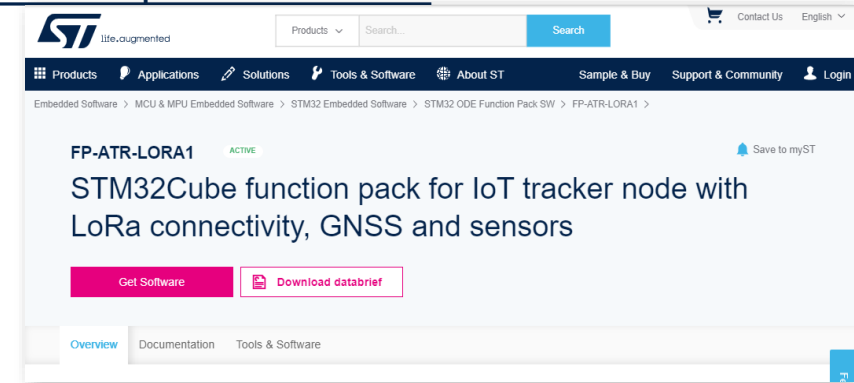 life.augmented
Products
Search...
Search
Contact Us
English
Products
Applications
Solutions
Tools & Software
About ST
Sample & Buy
Support & Community
Login
Embedded Software > MCU & MPU Embedded Software > STM32 Embedded Software > STM32 ODE Function Pack SW > FP-ATR-LORA1 >
FP-ATR-LORA1
ACTIVE
Save to myST
STM32Cube function pack for IoT tracker node with
LoRa connectivity, GNSS and sensors
Get Software
Download databrief
Overview
Documentation
Tools & Software